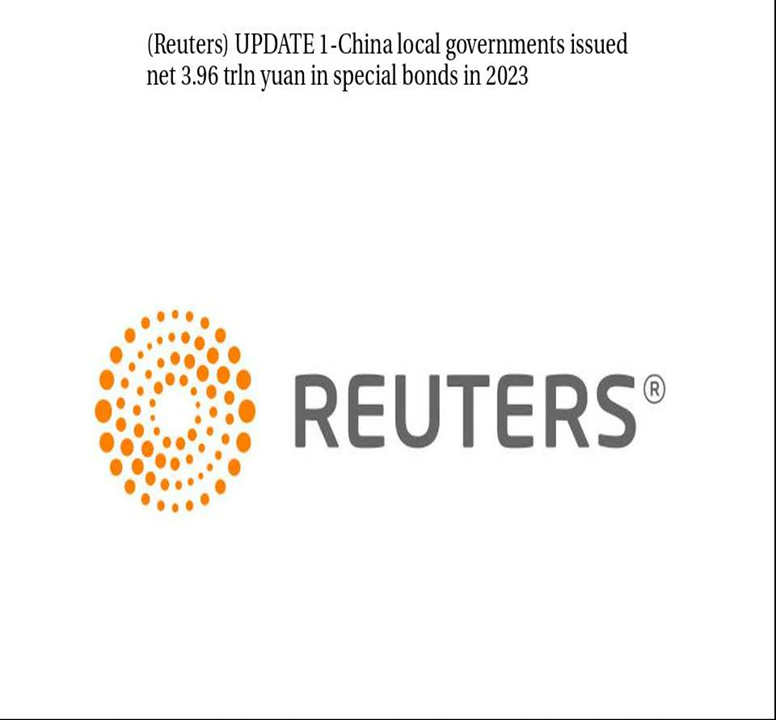 (Reuters) UPDATE 1-China local governments issued
net 3.96 trln yuan in special bonds in 2023
REUTERS®